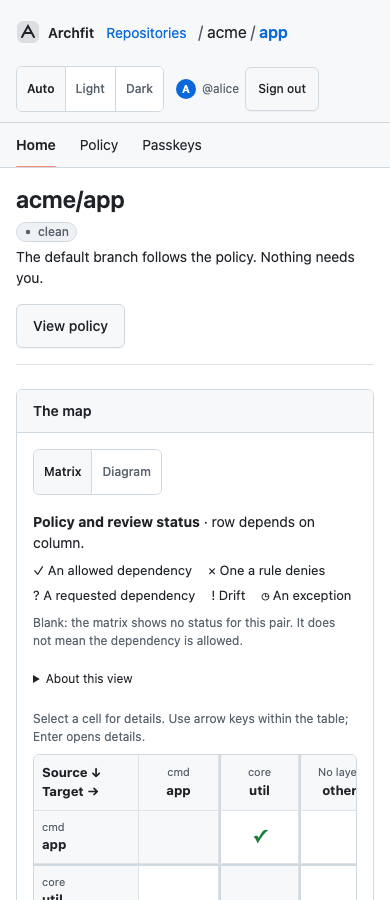 Archfit Repositories / acme / app
Auto Light Dark A @alice Sign out
Home Policy Passkeys
acme/app
• clean
The default branch follows the policy. Nothing needs
you.
View policy
The map
Matrix Diagram
Policy and review status · row depends on
column.
✓ An allowed dependency × One a rule denies
? A requested dependency ! Drift ◷ An exception
Blank: the matrix shows no status for this pair. It does
not mean the dependency is allowed.
▶ About this view
Select a cell for details. Use arrow keys within the table;
Enter opens details.
Source ↓ cmd core No laye
Target → app util other
cmd
app ✓
core
util